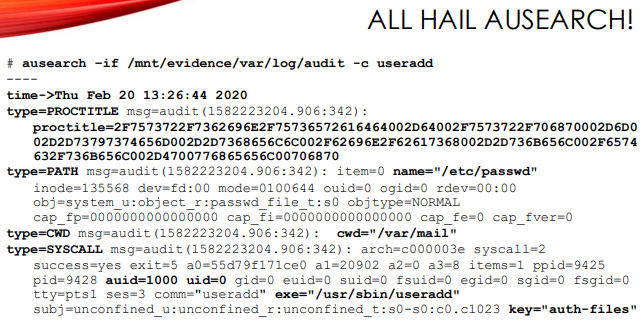 ALL HAIL AUSEARCH!
# ausearch –if /mnt/evidence/var/log/audit -c useradd
----
time->Thu Feb 20 13:26:44 2020
type=PROCTITLE msg=audit(1582223204.906:342):
proctitle=2F7573722F7362696E2F75736572616464002D64002F7573722F706870002D6D0
02D2D73797374656D002D2D7368656C6C002F62696E2F62617368002D2D736B656C002F6574
632F736B656C002D4700776865656C00706870
type=PATH msg=audit(1582223204.906:342): item=0 name="/etc/passwd"
inode=135568 dev=fd:00 mode=0100644 ouid=0 ogid=0 rdev=00:00
obj=system_u:object_r:passwd_file_t:s0 objtype=NORMAL
cap_fp=0000000000000000 cap_fi=0000000000000000 cap_fe=0 cap_fver=0
type=CWD msg=audit(1582223204.906:342):  cwd="/var/mail"
type=SYSCALL msg=audit(1582223204.906:342): arch=c000003e syscall=2
success=yes exit=5 a0=55d79f171ce0 a1=20902 a2=0 a3=8 items=1 ppid=9425
pid=9428 auid=1000 uid=0 gid=0 euid=0 suid=0 fsuid=0 egid=0 sgid=0 fsgid=0
tty=pts1 ses=3 comm="useradd" exe="/usr/sbin/useradd"
subj=unconfined_u:unconfined_r:unconfined_t:s0-s0:c0.c1023 key="auth-files"